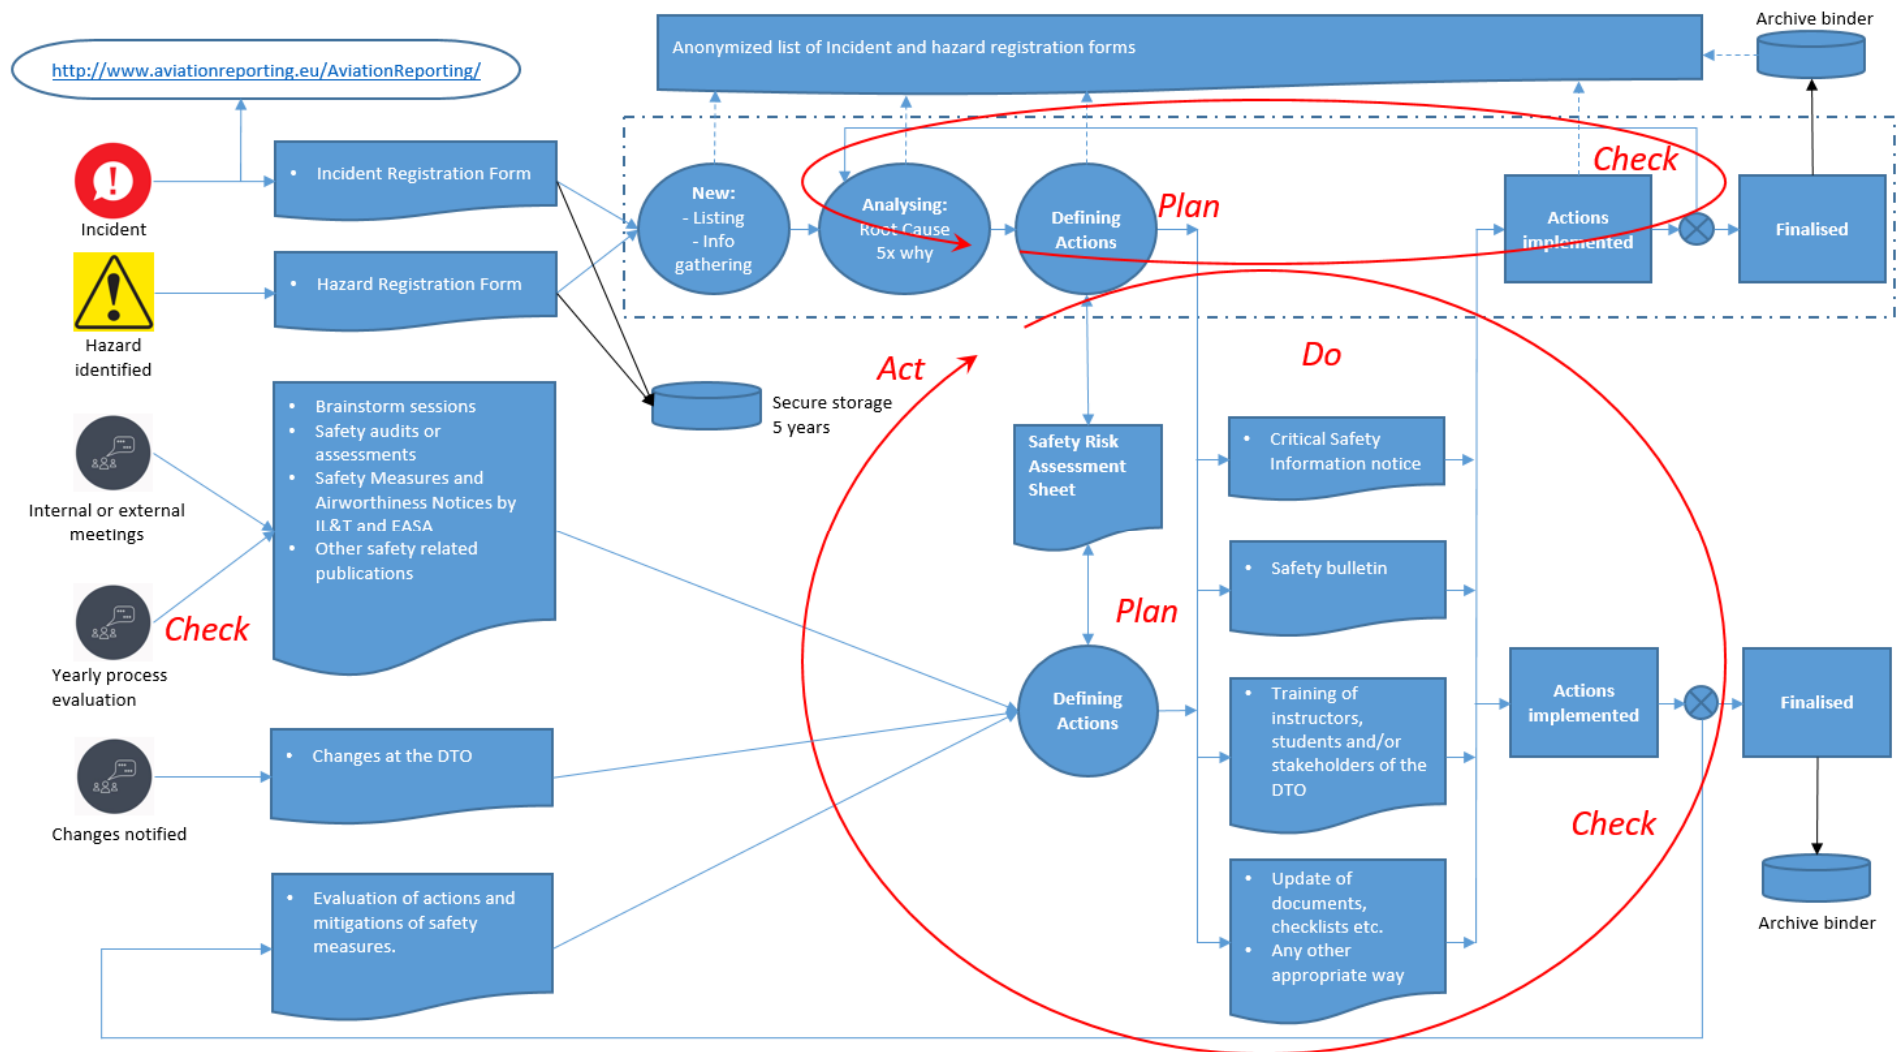 Archive binder
Anonymized list of Incident and hazard registration forms
http://www.aviationreporting.eu/AviationReporting/
Incident
• Incident Registration Form
New:
- Listing
- Info
gathering
Analysing:
Root Cause
5x why
Defining
Actions
Plan
Check
Actions
implemented
Finalised
Hazard
identified
• Hazard Registration Form
Act
Do
Secure storage
5 years
Internal or external
meetings
Yearly process
evaluation
Check
• Brainstorm sessions
• Safety audits or
assessments
• Safety Measures and
Airworthiness Notices by
IL&T and EASA
• Other safety related
publications
Safety Risk
Assessment
Sheet
• Critical Safety
Information notice
• Safety bulletin
Plan
Defining
Actions
• Training of
instructors,
students and/or
stakeholders of the
DTO
Actions
implemented
Finalised
Changes notified
• Changes at the DTO
Check
• Evaluation of actions and
mitigations of safety
measures.
• Update of
documents,
checklists etc.
• Any other
appropriate way
Archive binder